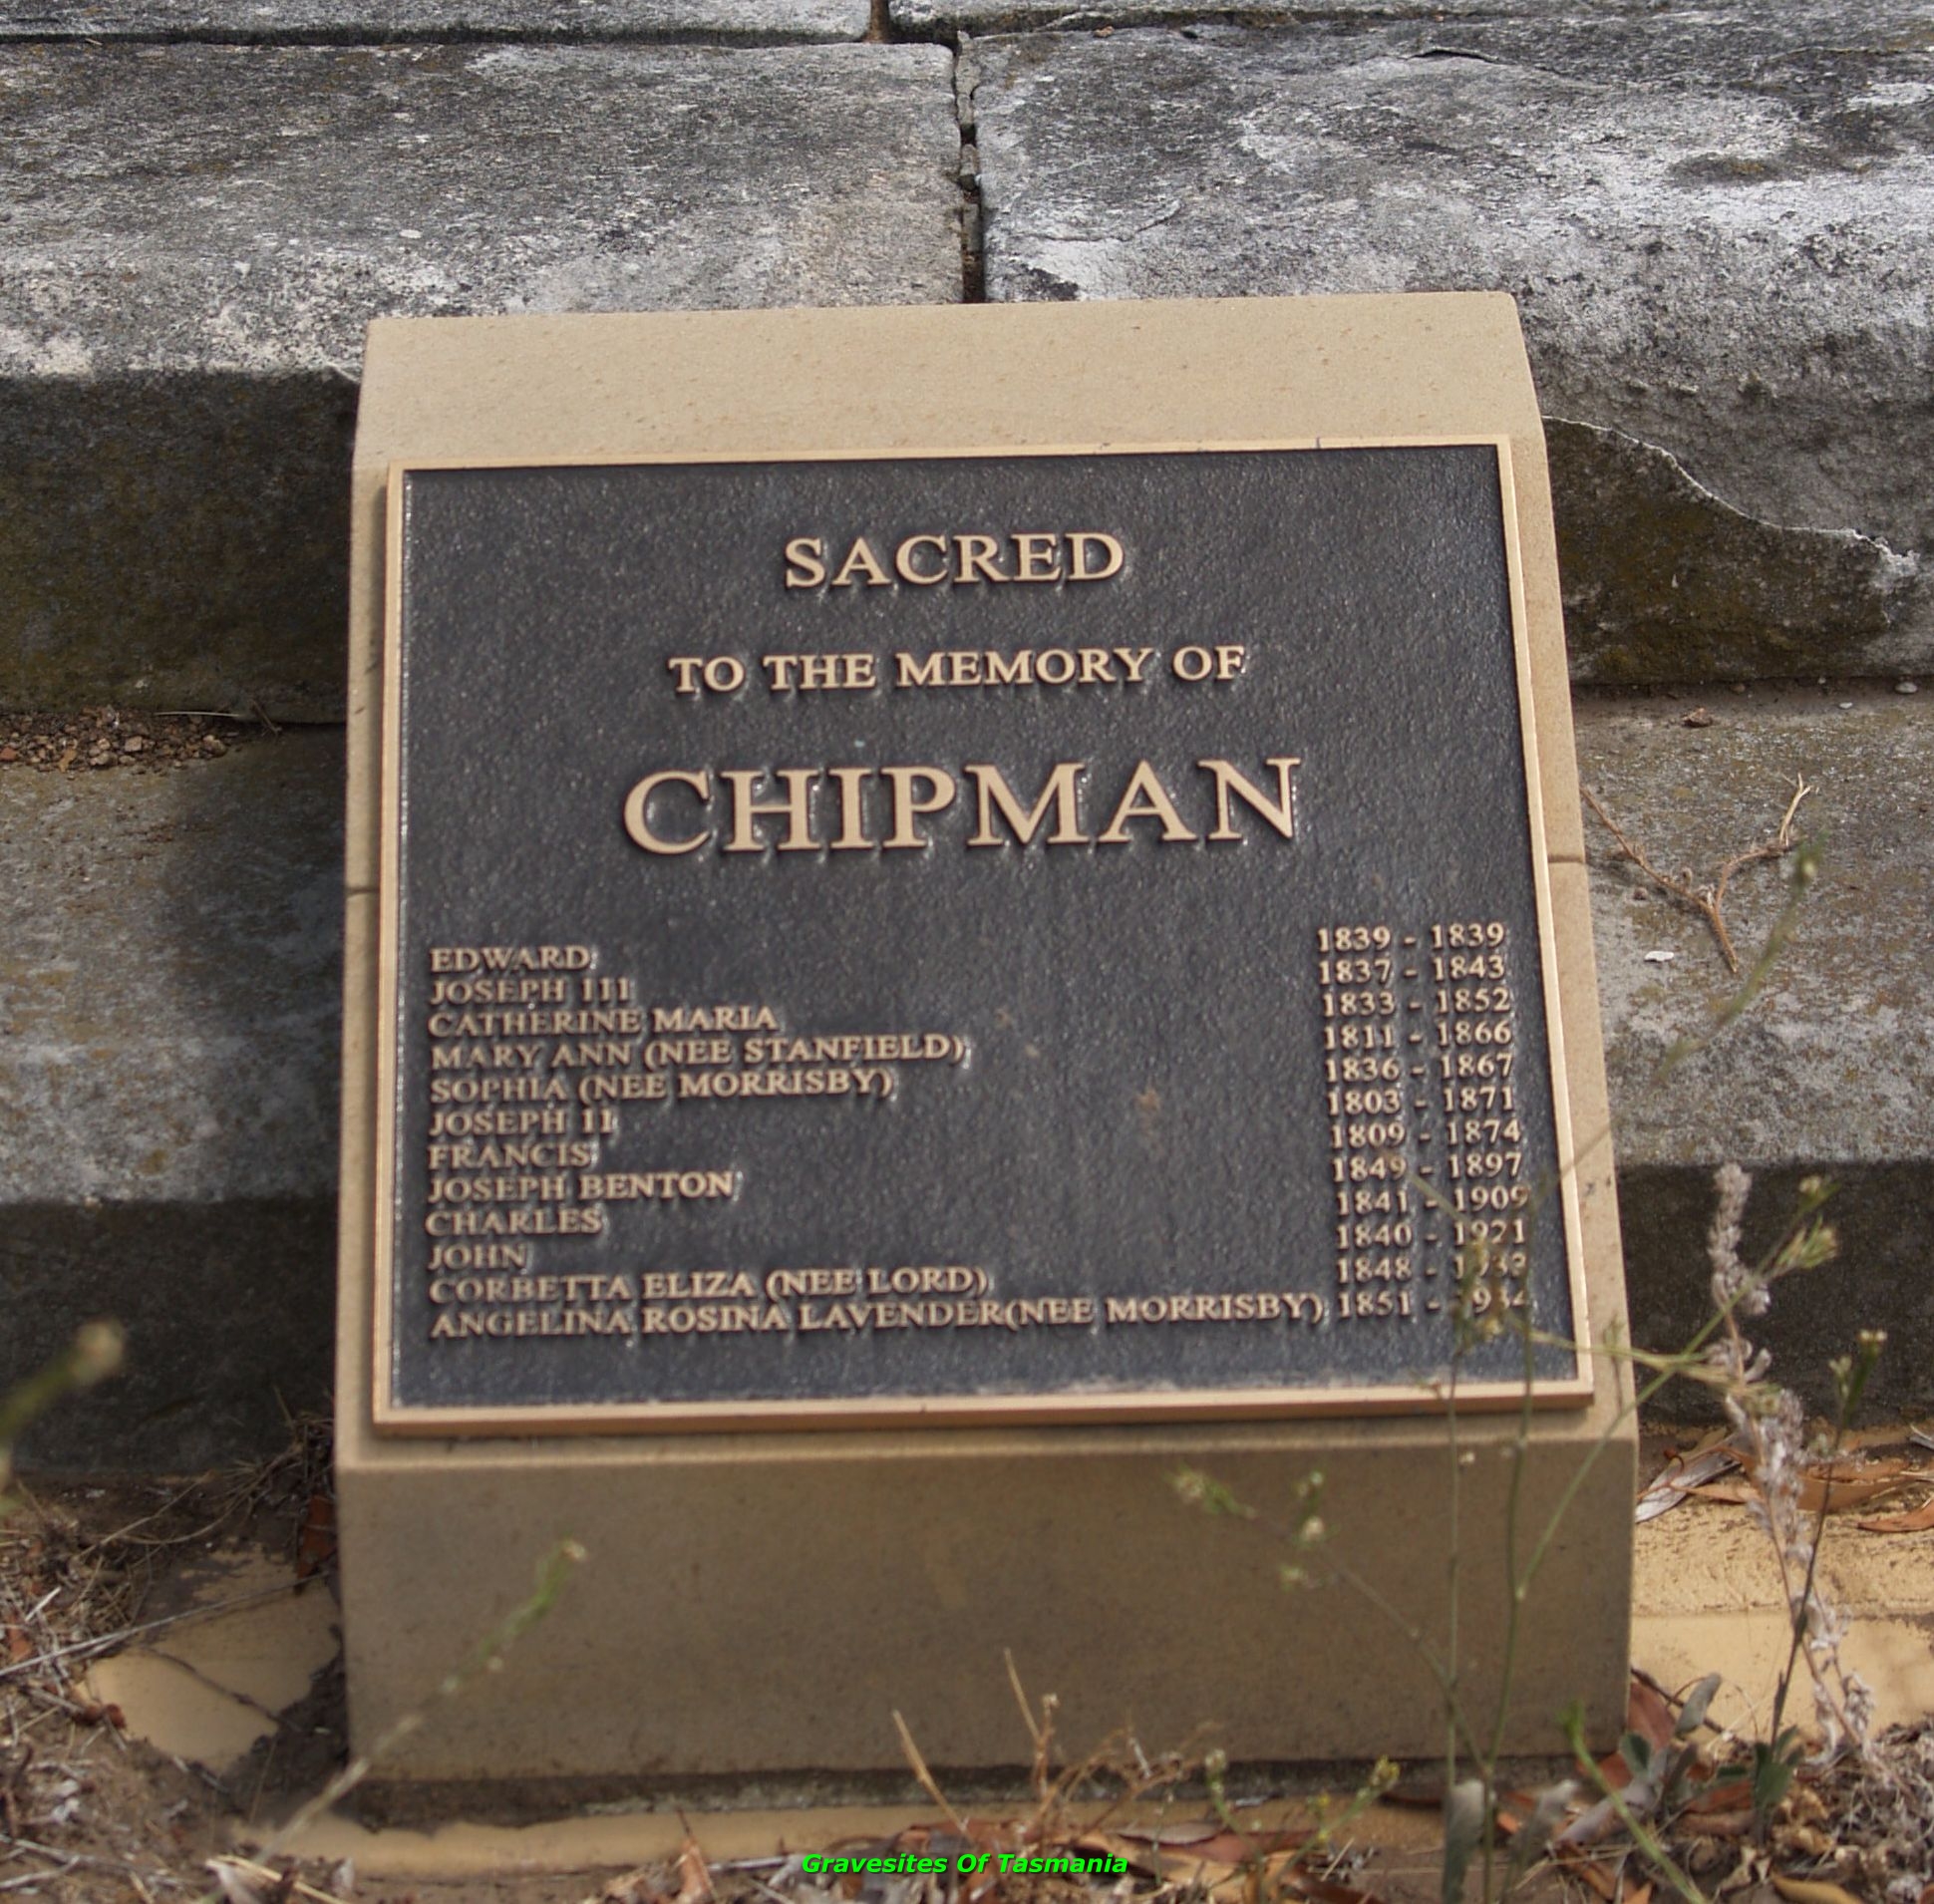 SACRED
TO THE MEMORY OF
CHIPMAN
EDWARD 1839 - 1839
JOSEPH III 1837 - 1843
CATHERINE MARIA 1833 - 1852
MARY ANN (NEE STANFIELD) 1811 - 1866
SOPHIA (NEE MORRISBY) 1836 - 1867
JOSEPH II 1803 - 1871
FRANCIS 1809 - 1874
JOSEPH BENTON 1849 - 1897
CHARLES 1841 - 1909
JOHN 1840 - 1921
CORBETTA ELIZA (NEE LORD) 1848 -
ANGELINA ROSINA LAVENDER(NEE MORRISBY) 1851 -
Gravesites Of Tasmania